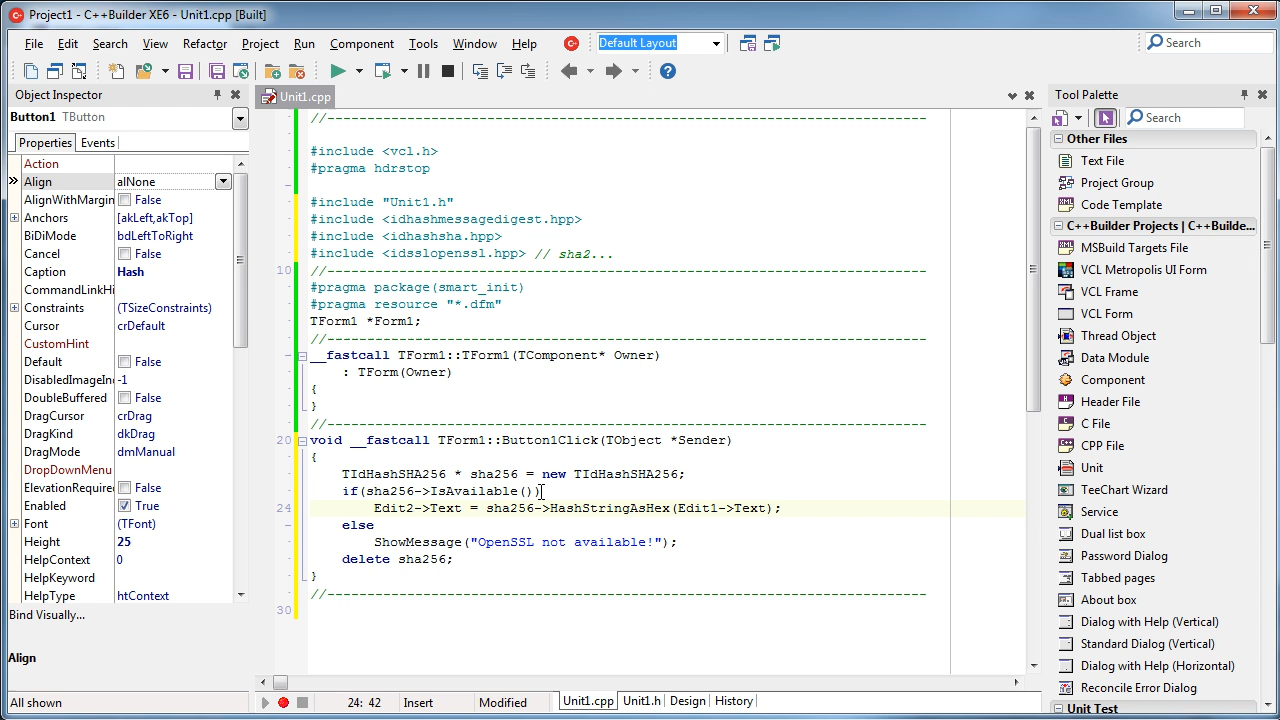 Project1 - C++Builder XE6 - Unit1.cpp [Built]
File Edit Search View Refactor Project Run Component Tools Window Help Default Layout Search
Object Inspector
Button1 TButton
Properties Events
Action
Align alNone
AlignWithMargin False
Anchors [akLeft,akTop]
BiDiMode bdLeftToRight
Cancel False
Caption Hash
CommandLinkHi
Constraints (TSizeConstraints)
Cursor crDefault
CustomHint
Default False
DisabledImageInd -1
DoubleBuffered False
DragCursor crDrag
DragKind dkDrag
DragMode dmManual
DropDownMenu
ElevationRequire False
Enabled True
Font (TFont)
Height 25
HelpContext 0
HelpKeyword
HelpType htContext
Bind Visually...
Align
All shown
Unit1.cpp
//---------------------------------------------------------------------------
#include <vcl.h>
#pragma hdrstop
#include "Unit1.h"
#include <idhashmessagedigest.hpp>
#include <idhashsha.hpp>
#include <idsslopenssl.hpp> // sha2...
10 //---------------------------------------------------------------------------
#pragma package(smart_init)
#pragma resource "*.dfm"
TForm1 *Form1;
//---------------------------------------------------------------------------
__fastcall TForm1::TForm1(TComponent* Owner)
: TForm(Owner)
{
}
//---------------------------------------------------------------------------
20 void __fastcall TForm1::Button1Click(TObject *Sender)
{
TIdHashSHA256 * sha256 = new TIdHashSHA256;
if(sha256->IsAvailable())
24 Edit2->Text = sha256->HashStringAsHex(Edit1->Text);
else
ShowMessage("OpenSSL not available!");
delete sha256;
}
//---------------------------------------------------------------------------
30
24: 42 Insert Modified Unit1.cpp Unit1.h Design History
Tool Palette
Search
Other Files
Text File
Project Group
Code Template
C++Builder Projects | C++Builde...
MSBuild Targets File
VCL Metropolis UI Form
VCL Frame
VCL Form
Thread Object
Data Module
Component
Header File
C File
CPP File
Unit
TeeChart Wizard
Service
Dual list box
Password Dialog
Tabbed pages
About box
Dialog with Help (Vertical)
Standard Dialog (Vertical)
Dialog with Help (Horizontal)
Reconcile Error Dialog
Unit Test